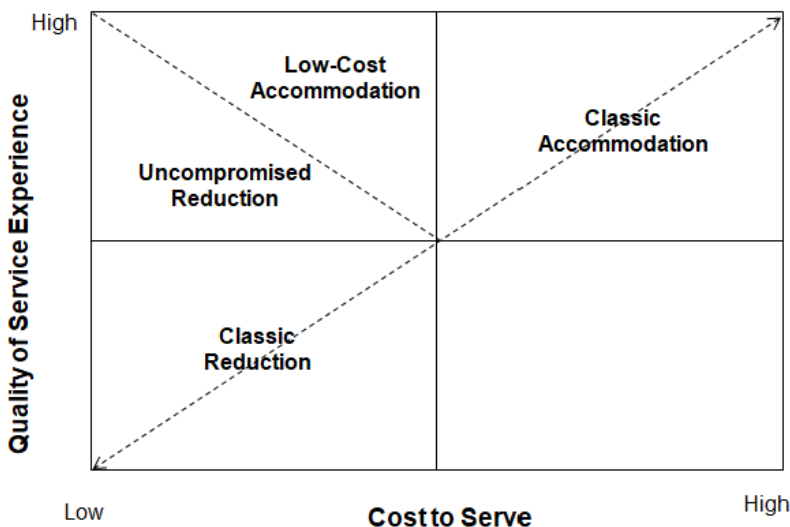 High
Low-Cost
Accommodation
Classic
Accommodation
Uncompromised
Reduction
Quality of Service Experience
Classic
Reduction
Low
Cost to Serve
High